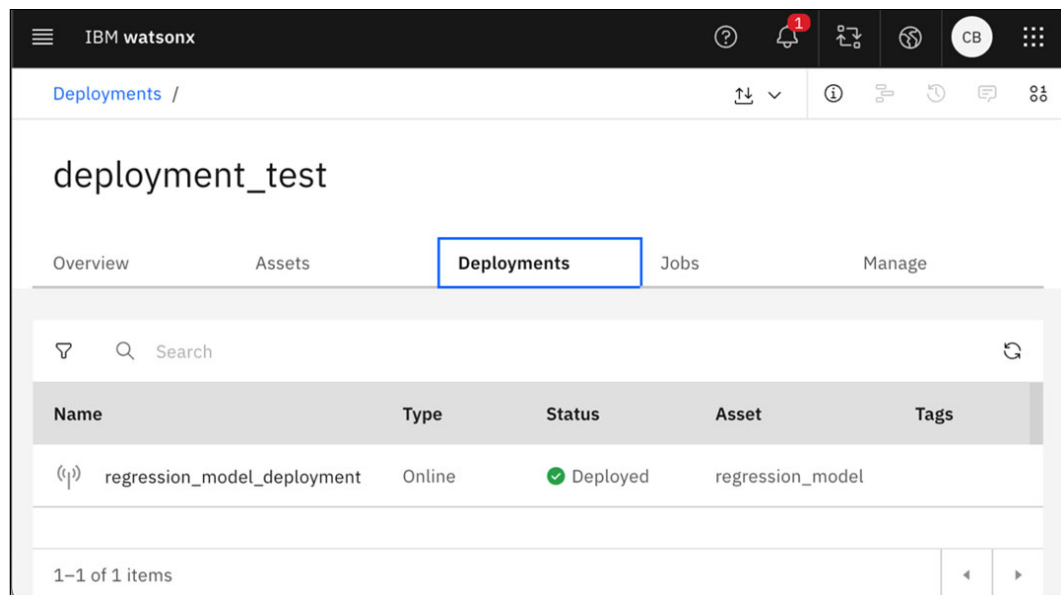 IBM watsonx 1 CB
Deployments /
deployment_test
Overview Assets Deployments Jobs Manage
Search
Name Type Status Asset Tags
regression_model_deployment Online Deployed regression_model
1–1 of 1 items